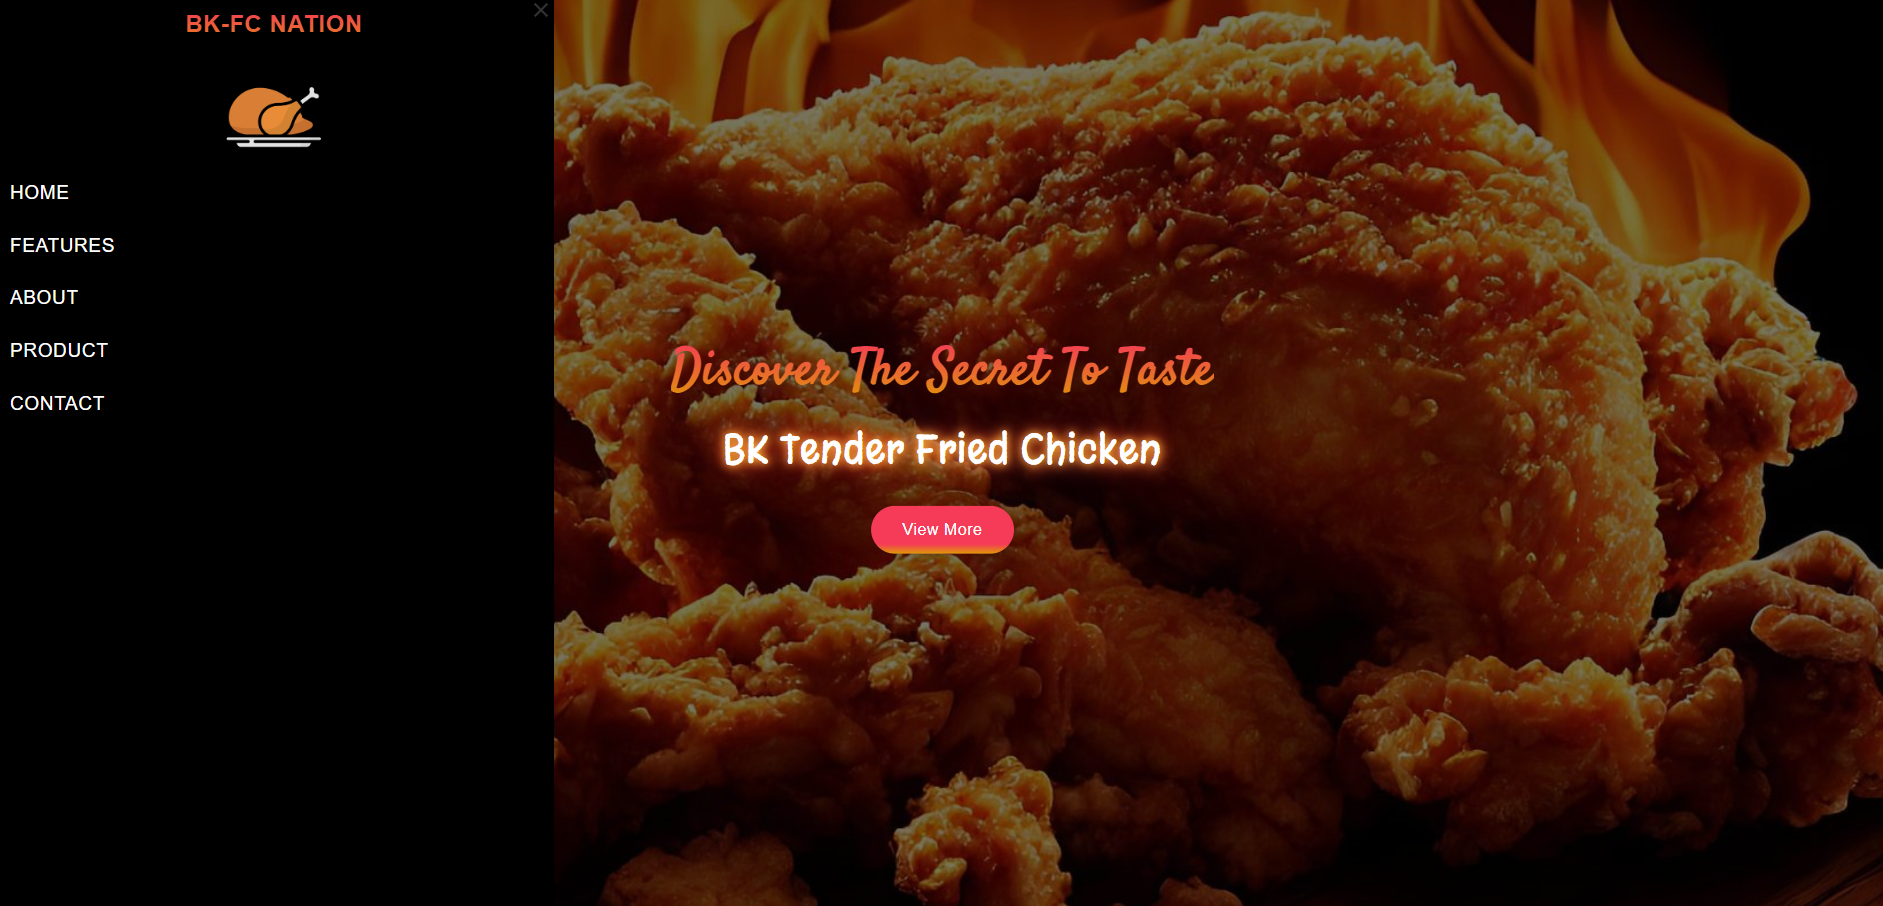 BK-FC NATION
HOME
FEATURES
ABOUT
PRODUCT
CONTACT
Discover The Secret To Taste
BK Tender Fried Chicken
View More